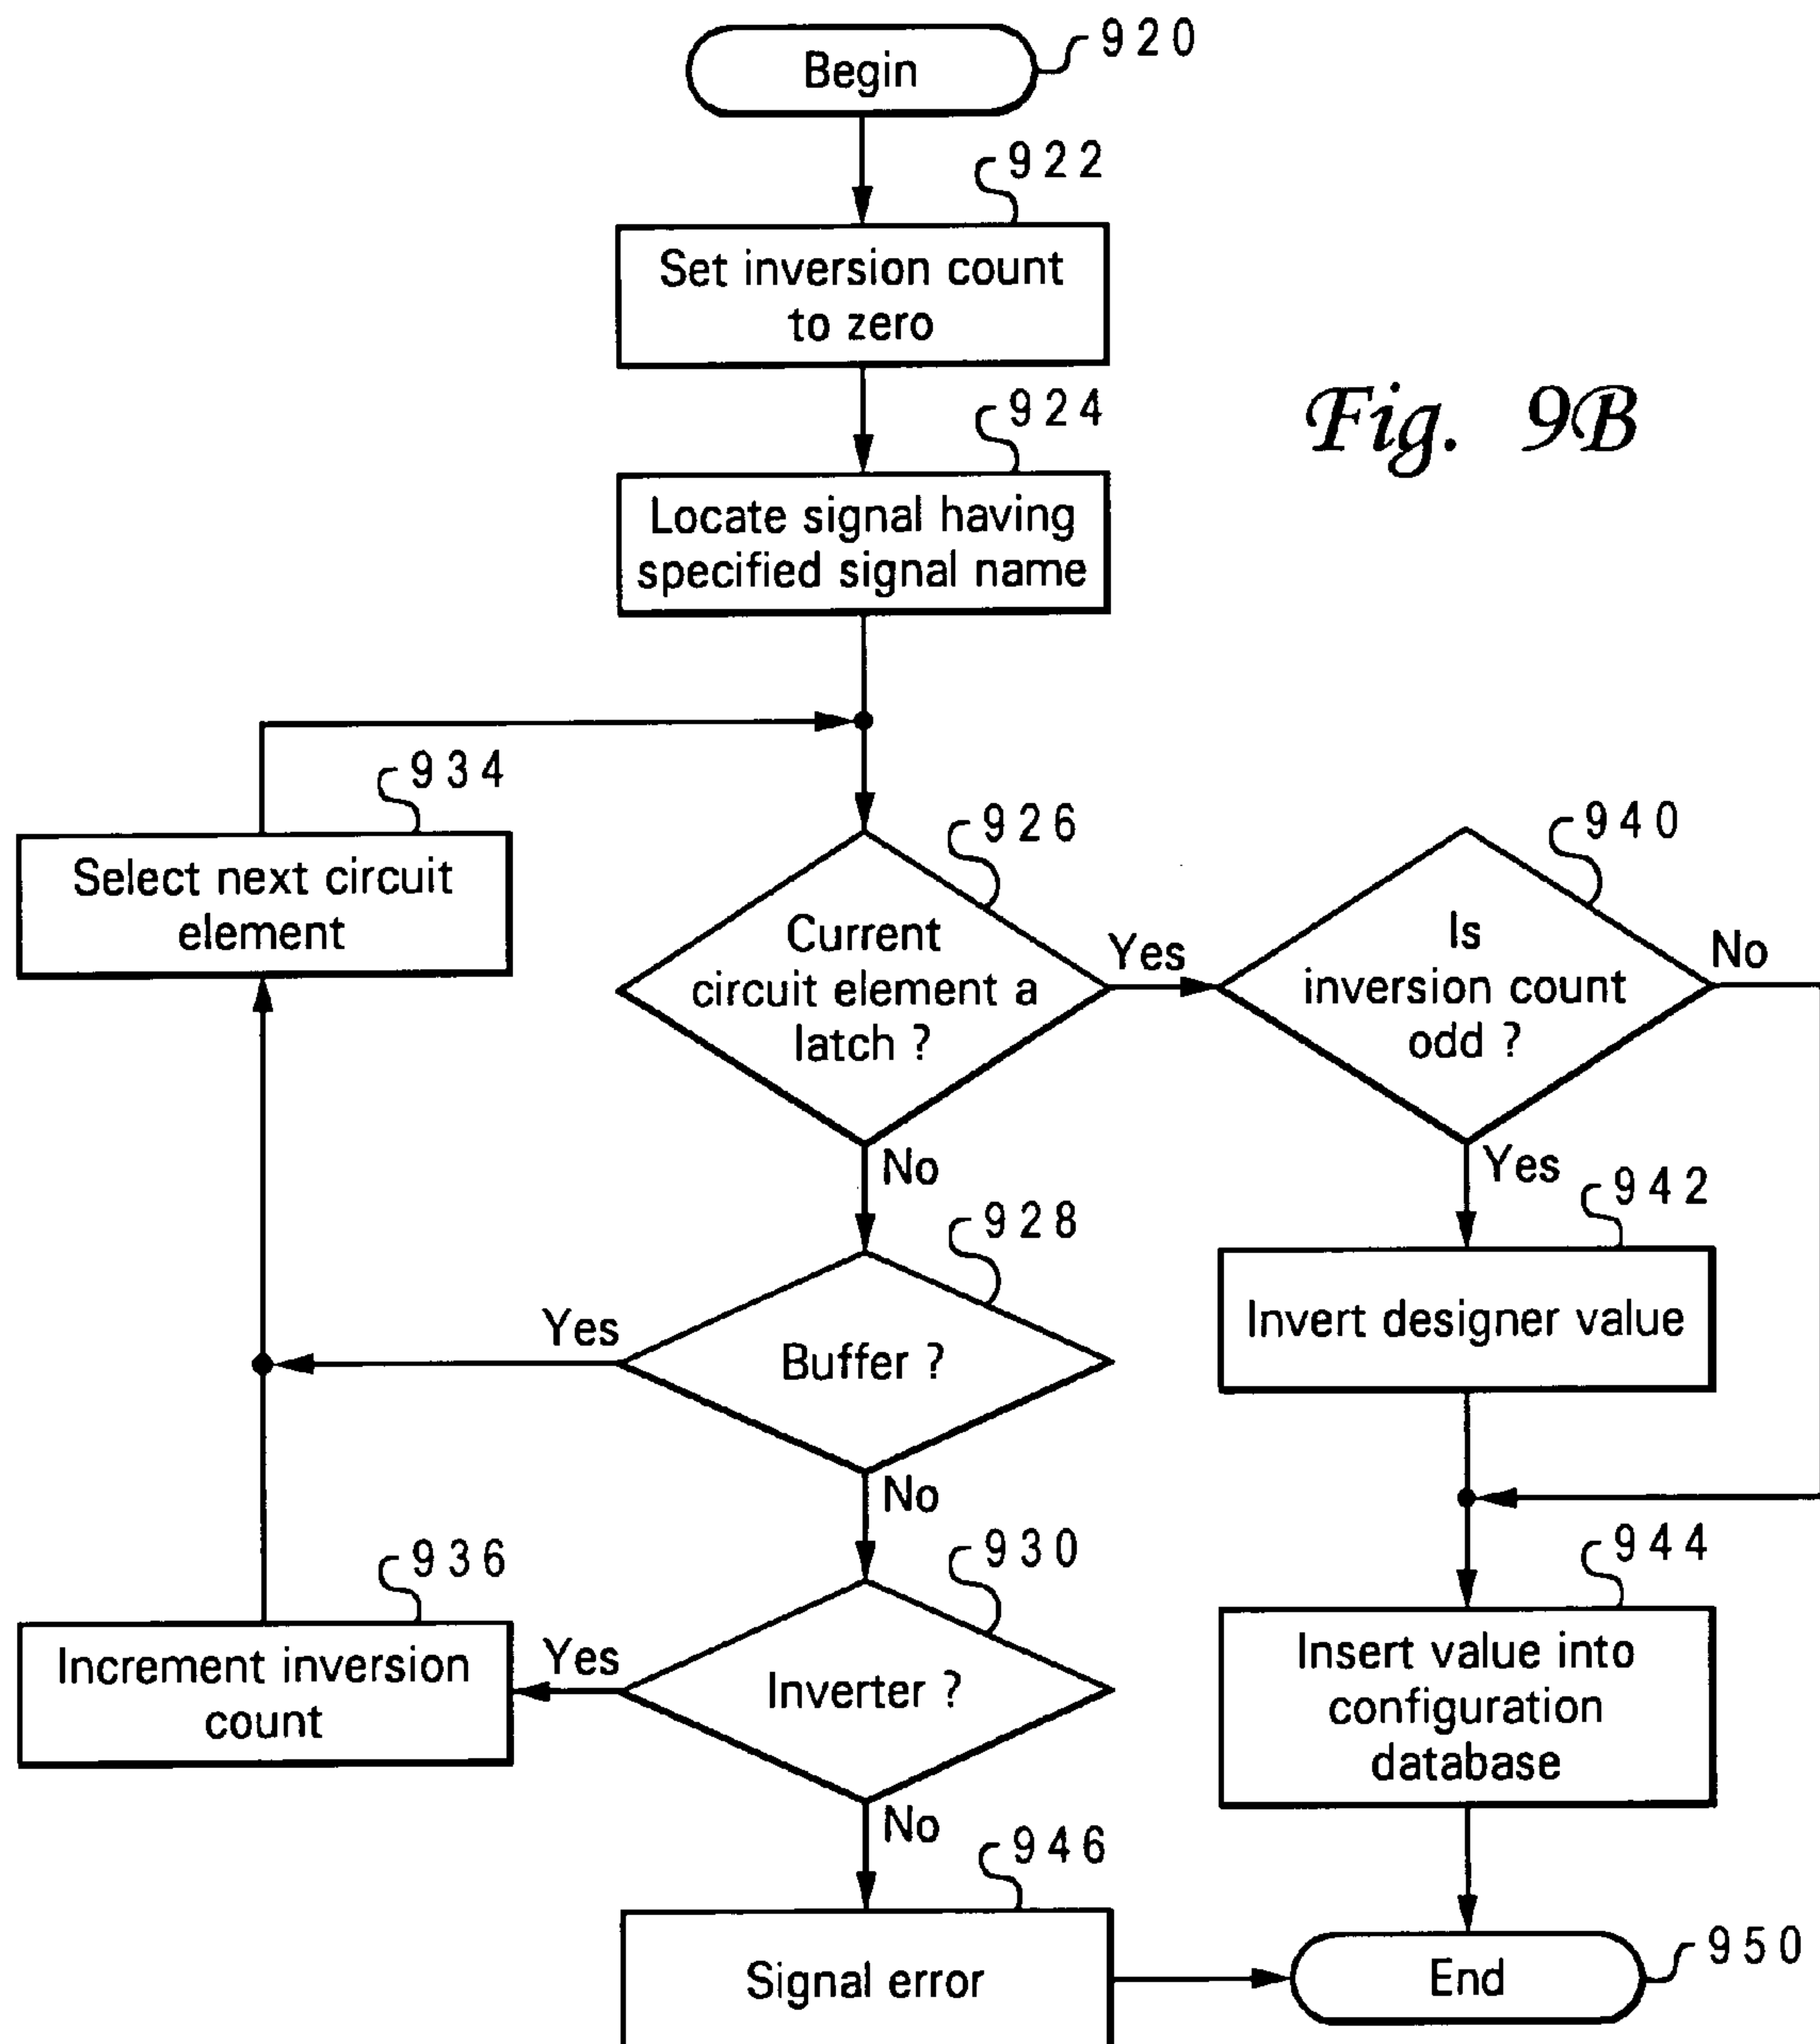 Begin
920
922
Set inversion count
to zero
924
Fig. 9B
Locate signal having
specified signal name
934
Select next circuit
element
926
Current
circuit element a
latch ?
Yes
No
940
Is
inversion count
odd ?
No
Yes
928
Buffer ?
Yes
No
942
Invert designer value
936
Increment inversion
count
930
Inverter ?
Yes
No
944
Insert value into
configuration
database
946
Signal error
End
950